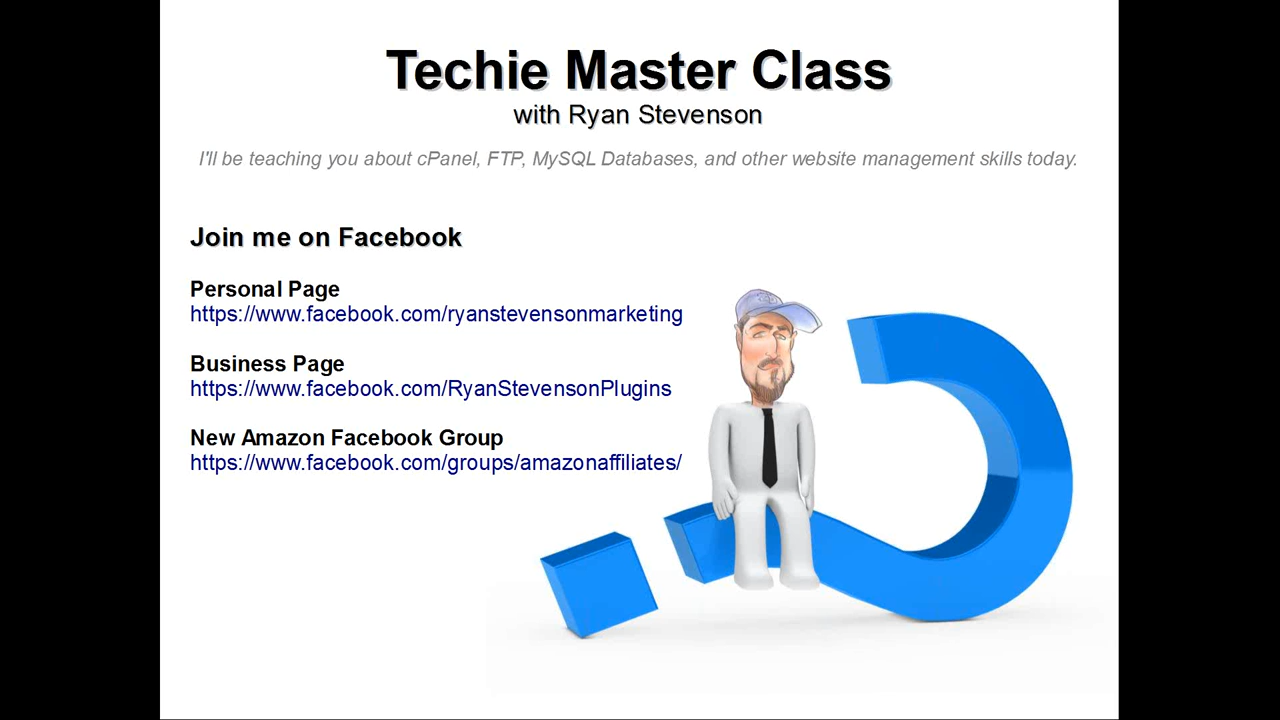 Techie Master Class
with Ryan Stevenson
I'll be teaching you about cPanel, FTP, MySQL Databases, and other website management skills today.
Join me on Facebook
Personal Page
https://www.facebook.com/ryanstevensonmarketing
Business Page
https://www.facebook.com/RyanStevensonPlugins
New Amazon Facebook Group
https://www.facebook.com/groups/amazonaffiliates/